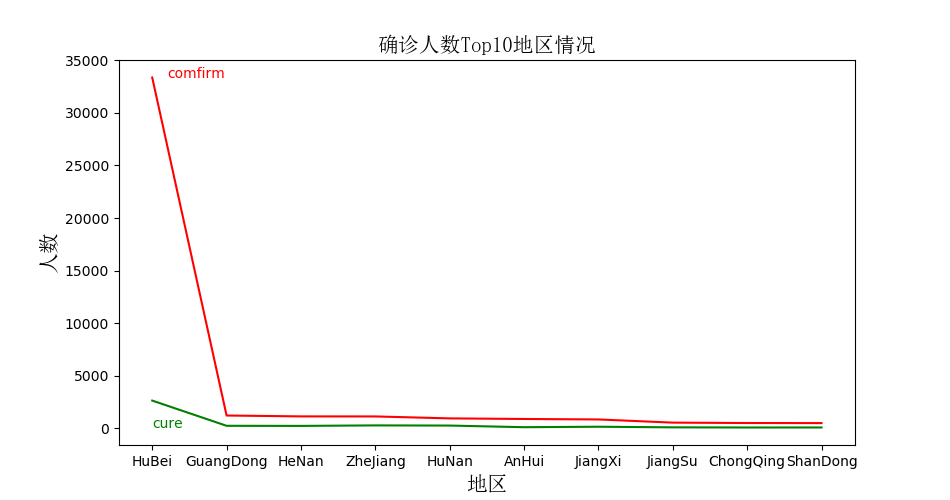 确诊人数Top10地区情况
35000
30000
25000
20000
15000
10000
5000
0
人数
comfirm
cure
HuBei GuangDong HeNan ZheJiang HuNan AnHui JiangXi JiangSu ChongQing ShanDong
地区